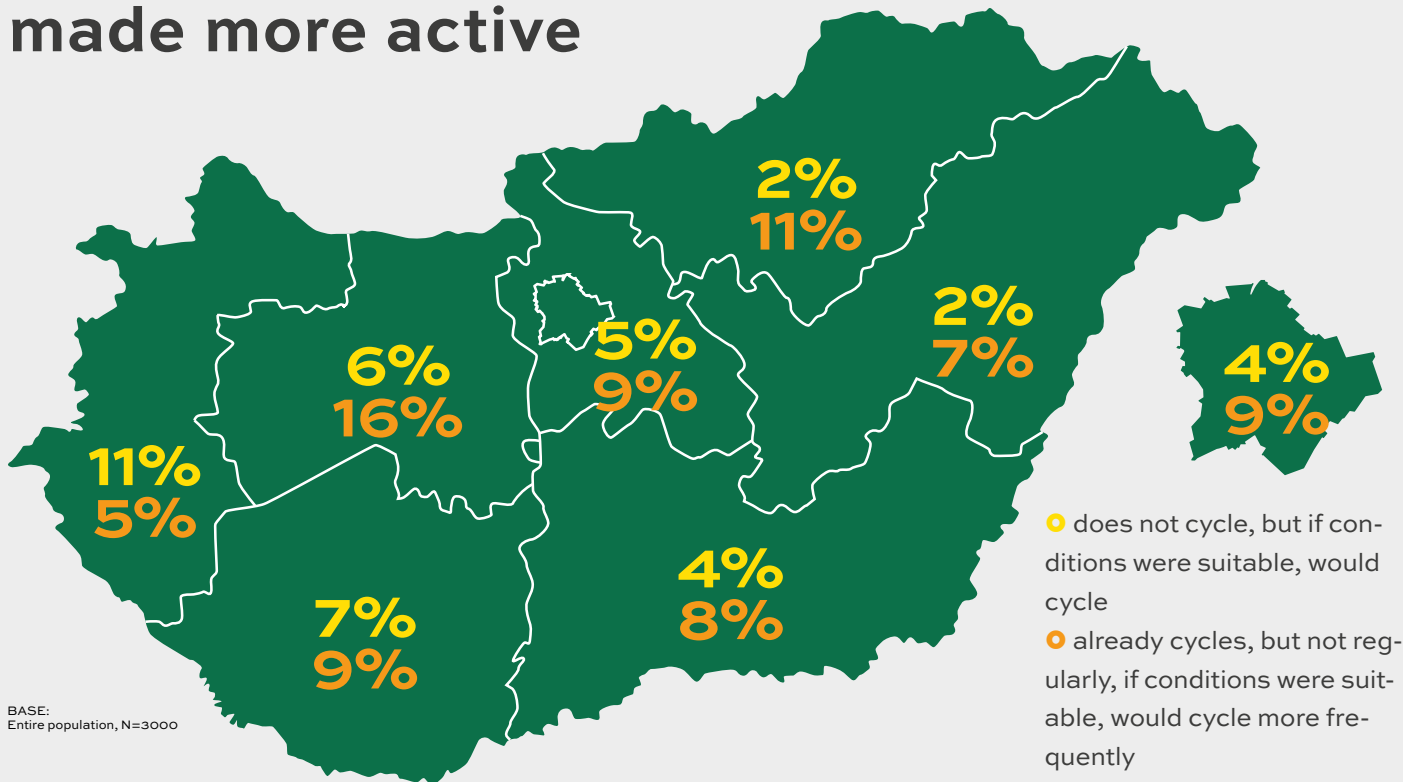 made more active
2%
11%
2%
7%
5%
9%
4%
9%
6%
16%
11%
5%
4%
8%
7%
9%
does not cycle, but if con-
ditions were suitable, would
cycle
already cycles, but not reg-
ularly, if conditions were suit-
able, would cycle more fre-
quently
BASE:
Entire population, N=3000